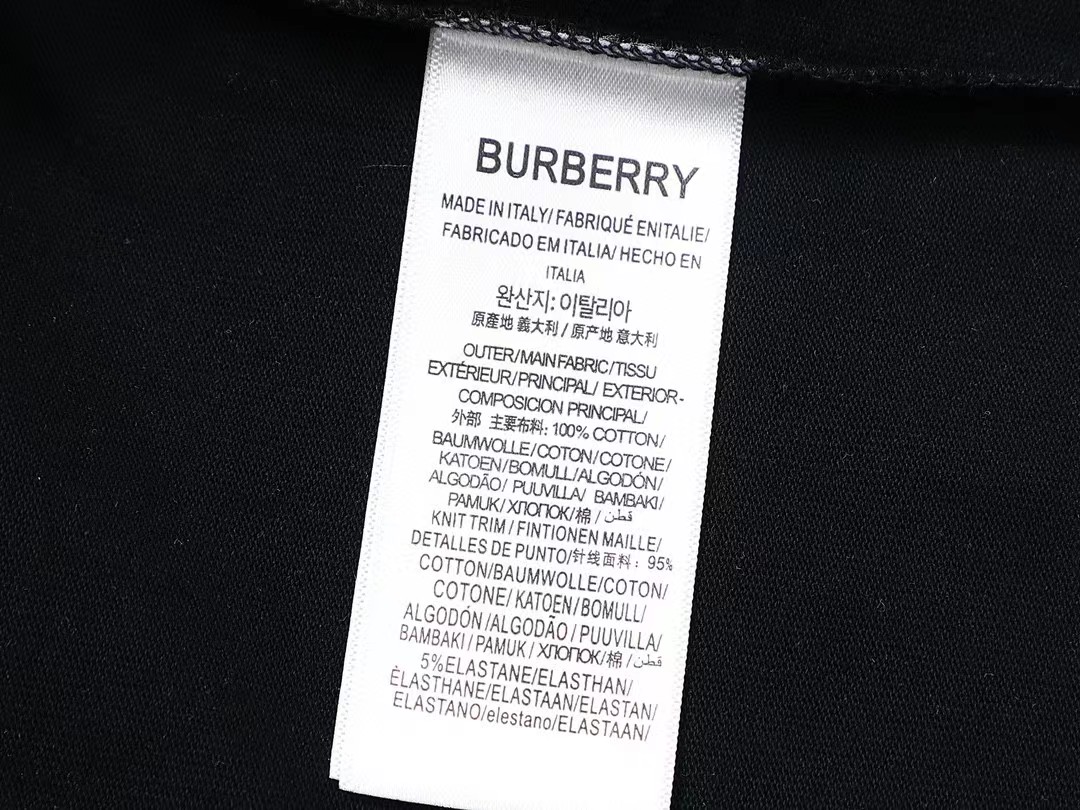 BURBERRY
MADE IN ITALY/ FABRIQUÉ ENITALIE/
FABRICADO EM ITALIA/ HECHO EN
ITALIA
완산지: 이탈리아
原產地 義大利 / 原产地 意大利
OUTER/MAIN FABRIC/TISSU
EXTÉRIEUR/PRINCIPAL/ EXTERIOR-
COMPOSICION PRINCIPAL/
外部 主要布料: 100% COTTON/
BAUMWOLLE/COTON/COTONE/
KATOEN/BOMULL/ALGODÓN/
ALGODÃO/ PUUVILLA/ BAMBAKI/
PAMUK/ ХЛОПОК/棉 / قطن
KNIT TRIM / FINTIONEN MAILLE/
DETALLES DE PUNTO/针线面料: 95%
COTTON/BAUMWOLLE/COTON/
COTONE/ KATOEN/BOMULL/
ALGODÓN/ALGODÃO / PUUVILLA/
BAMBAKI / PAMUK / ХЛОПОК/棉 / قطن
5%ELASTANE/ELASTHAN/
ÈLASTHANE/ELASTAAN/ELASTAN/
ELASTANO/elestano/ELASTAAN/